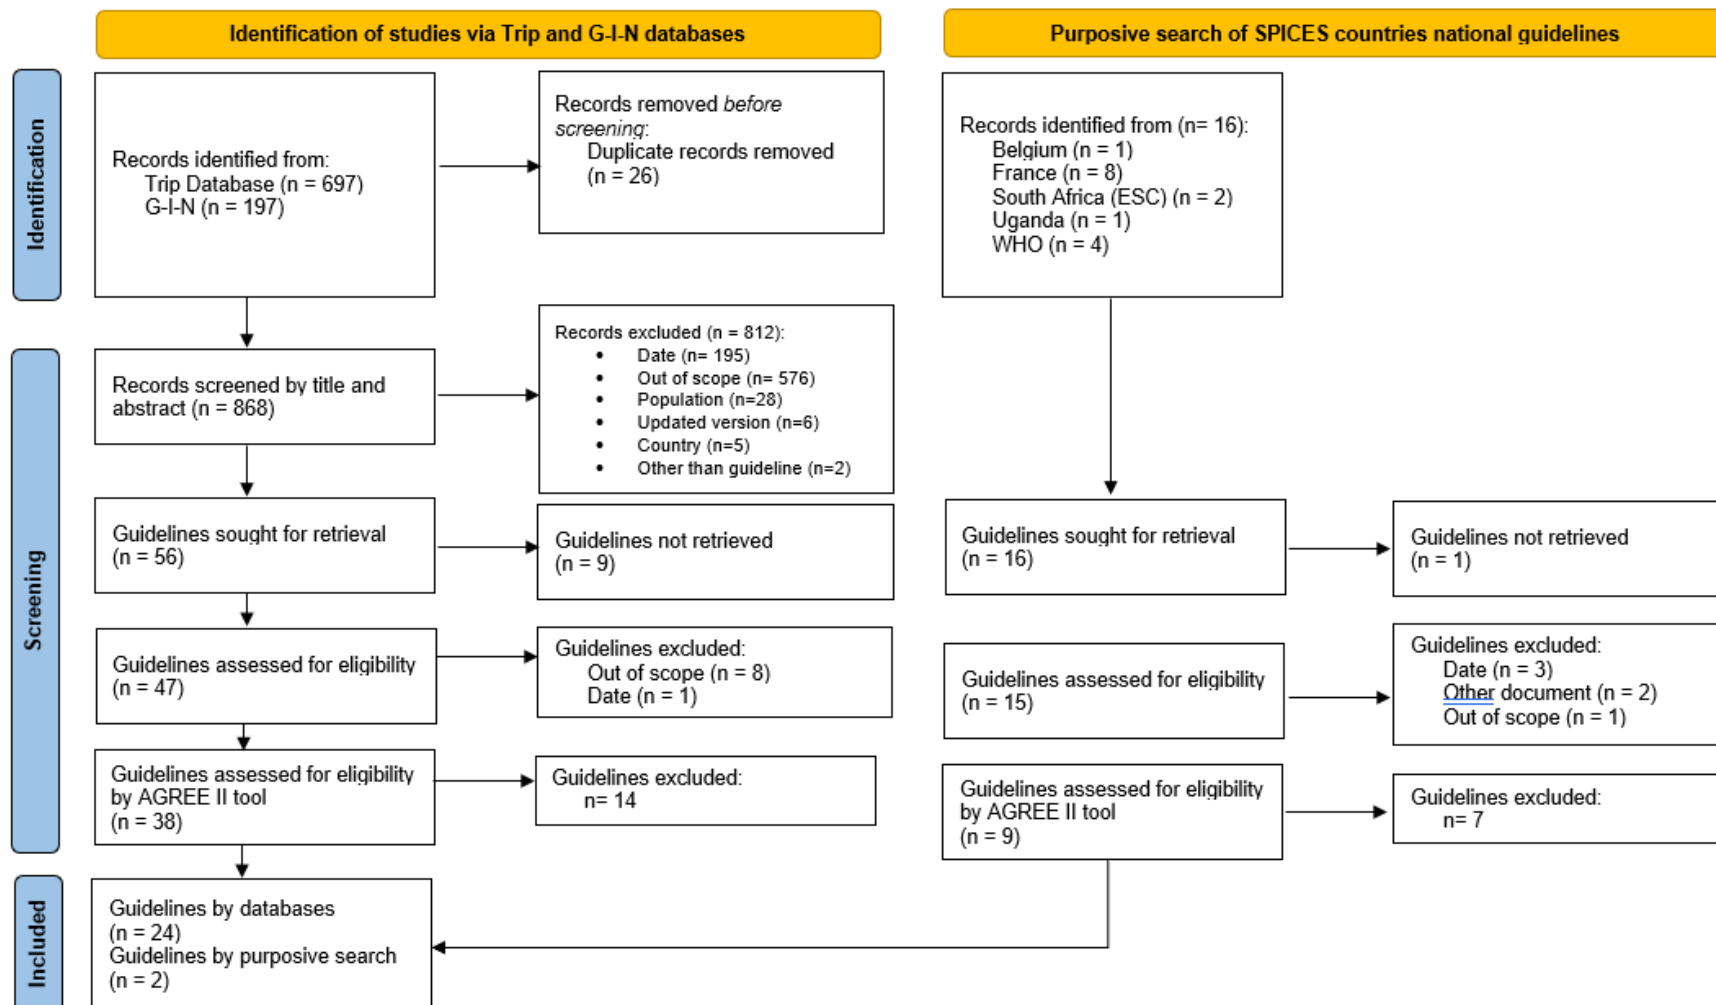 Identification of studies via Trip and G-I-N databases
Purposive search of SPICES countries national guidelines
Identification
Records identified from:
Trip Database (n = 697)
G-I-N (n = 197)
Records removed before
screening:
Duplicate records removed
(n = 26)
Records identified from (n= 16):
Belgium (n = 1)
France (n = 8)
South Africa (ESC) (n = 2)
Uganda (n = 1)
WHO (n = 4)
Screening
Records screened by title and
abstract (n = 868)
Records excluded (n = 812):
• Date (n= 195)
• Out of scope (n= 576)
• Population (n=28)
• Updated version (n=6)
• Country (n=5)
• Other than guideline (n=2)
Guidelines sought for retrieval
(n = 56)
Guidelines not retrieved
(n = 9)
Guidelines sought for retrieval
(n = 16)
Guidelines not retrieved
(n = 1)
Guidelines assessed for eligibility
(n = 47)
Guidelines excluded:
Out of scope (n = 8)
Date (n = 1)
Guidelines assessed for eligibility
(n = 15)
Guidelines excluded:
Date (n = 3)
Other document (n = 2)
Out of scope (n = 1)
Guidelines assessed for eligibility
by AGREE II tool
(n = 38)
Guidelines excluded:
n= 14
Guidelines assessed for eligibility
by AGREE II tool
(n = 9)
Guidelines excluded:
n= 7
Included
Guidelines by databases
(n = 24)
Guidelines by purposive search
(n = 2)